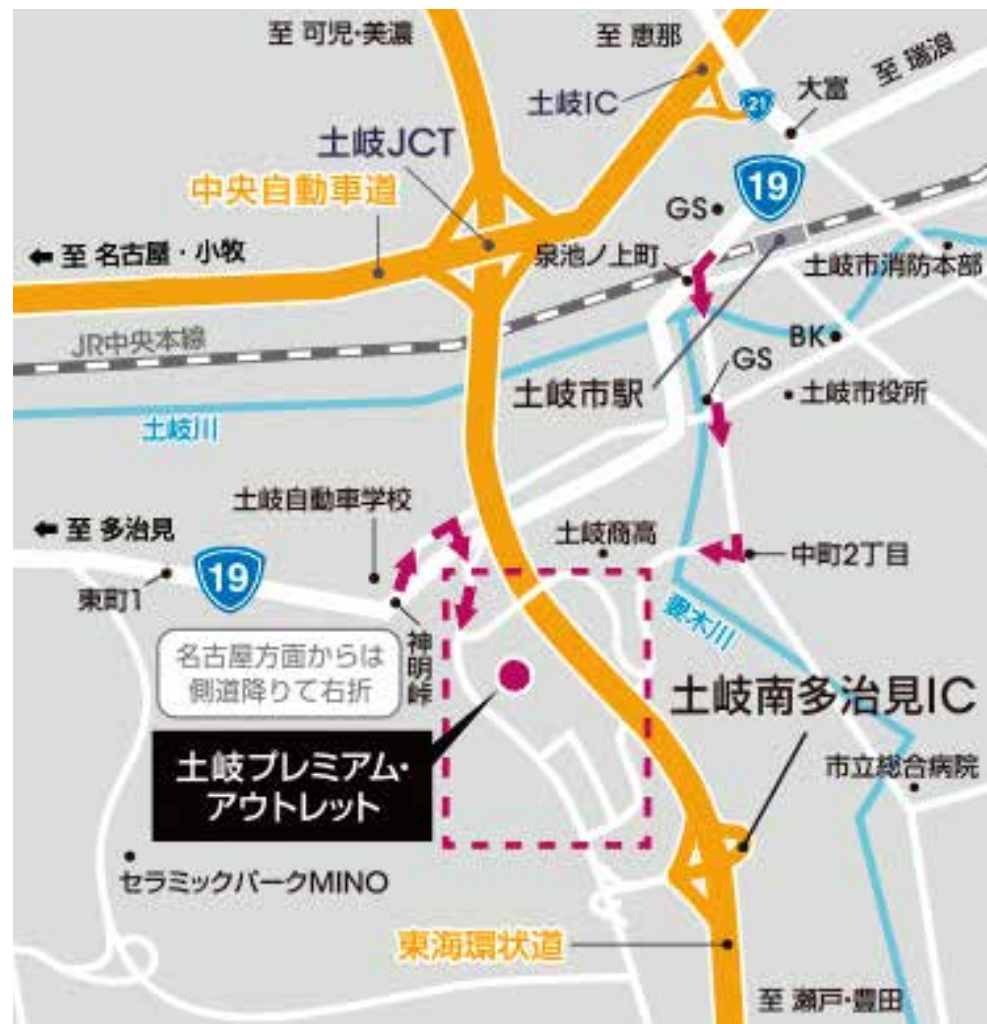 至 可児・美濃
至 恵那
至 瑞浪
大富
21
土岐IC
土岐JCT
中央自動車道
19
GS
← 至 名古屋・小牧
泉池ノ上町
土岐市消防本部
JR中央本線
BK
GS
土岐市駅
土岐市役所
土岐川
土岐自動車学校
← 至 多治見
土岐商高
中町2丁目
19
東町1
妻木川
神明峠
名古屋方面からは
側道降りて右折
土岐南多治見IC
土岐プレミアム・
アウトレット
市立総合病院
セラミックパークMINO
東海環状道
至 瀬戸・豊田